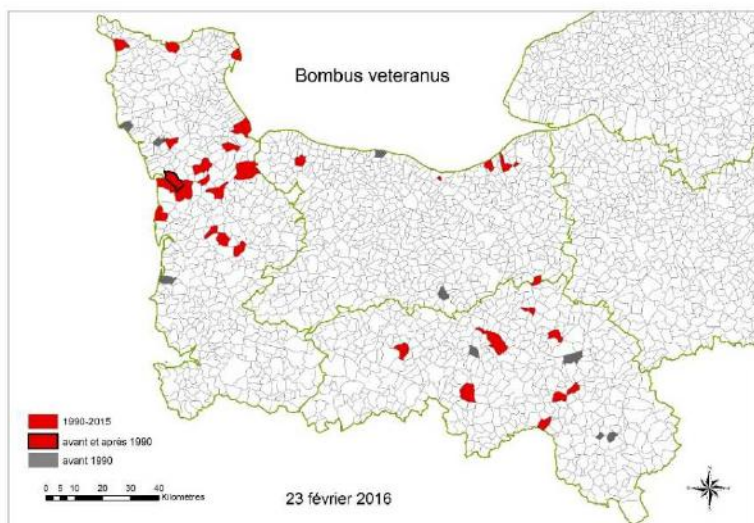 Bombus veteranus
1990-2015
avant et après 1990
avant 1990
0 5 10 20 30 40
Kilomètres
23 février 2016